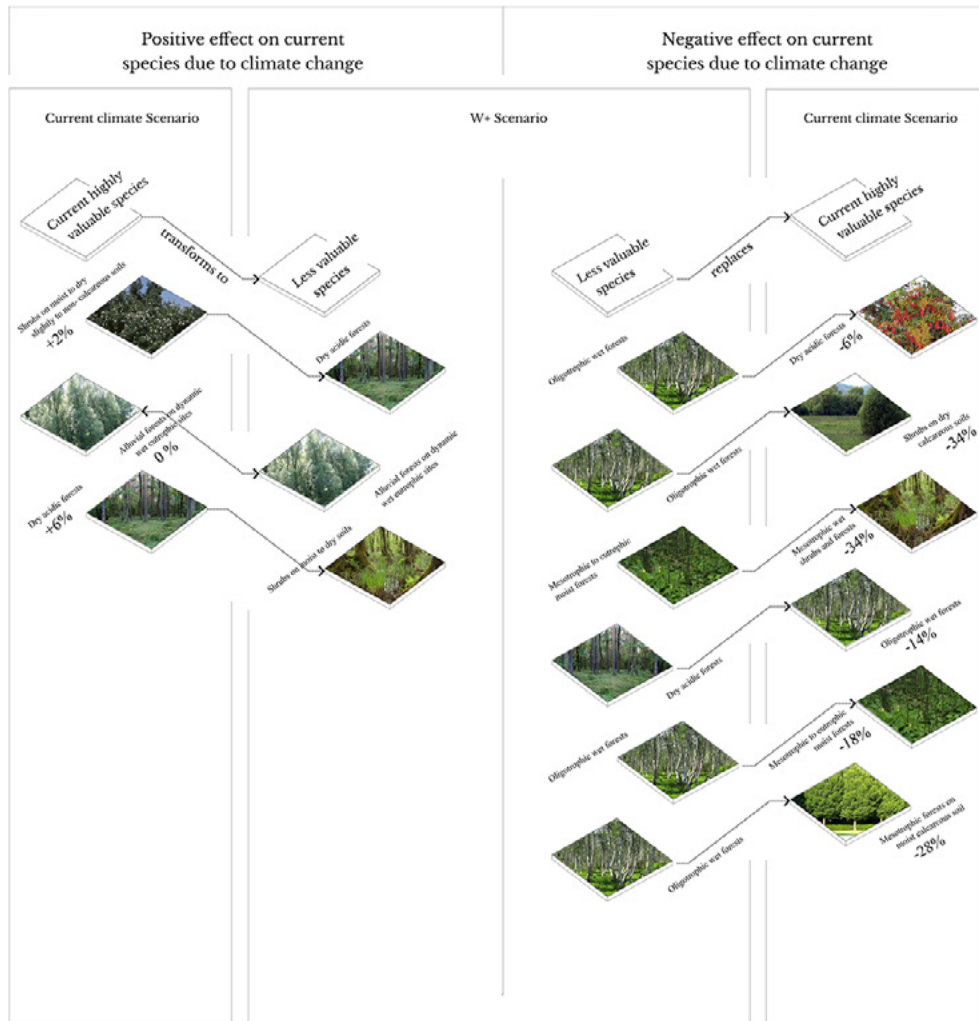 Positive effect on current
species due to climate change
Negative effect on current
species due to climate change
Current climate Scenario
W+ Scenario
Current climate Scenario
Current highly
valuable species
transforms to
Less valuable
species
Shrubs on moist to dry
slightly to non- calcareous soils
+2%
Dry acidic forests
Alluvial forests on dynamic
wet eutrophic sites
0 %
Alluvial forests on dynamic
wet eutrophic sites
Dry acidic forests
+6%
Shrubs on moist to dry soils
Less valuable
species
replaces
Current highly
valuable species
Oligotrophic wet forests
Dry acidic forests
-6%
Oligotrophic wet forests
Shrubs on dry
calcareous soils
-34%
Mesotrophic to eutrophic
moist forests
Mesotrophic wet
shrubs and forests
-34%
Dry acidic forests
Oligotrophic wet forests
-14%
Oligotrophic wet forests
Mesotrophic to eutrophic
moist forests
-18%
Oligotrophic wet forests
Mesotrophic forests on
moist calcareous soil
-28%